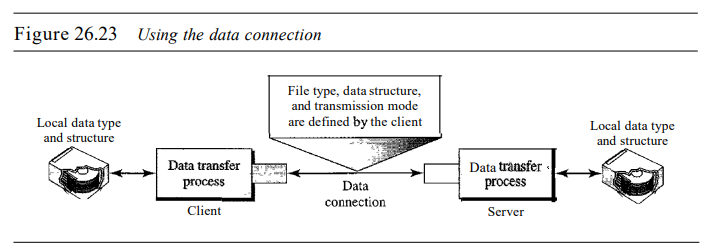 Figure 26.23 Using the data connection
File type, data structure,
and transmission mode
are defined by the client
Local data type
and structure
Data transfer
process
Client
Data
connection
Data transfer
process
Server
Local data type
and structure